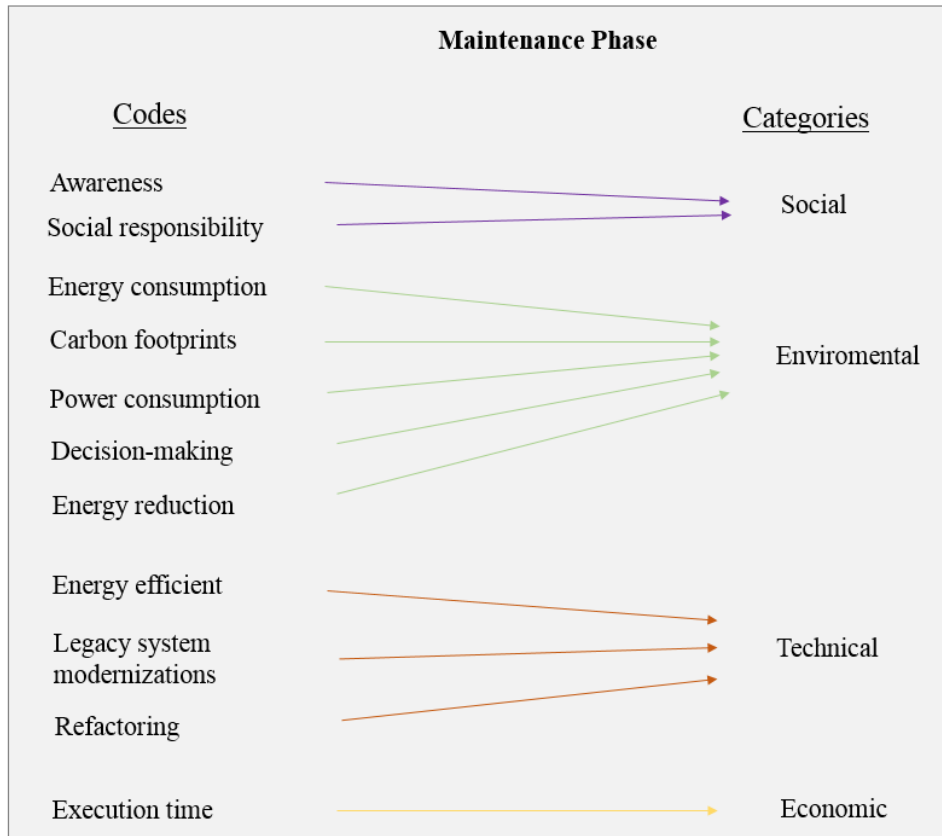 Maintenance Phase
Codes
Categories
Awareness
Social responsibility
Social
Energy consumption
Carbon footprints
Power consumption
Decision-making
Energy reduction
Enviromental
Energy efficient
Legacy system
modernizations
Refactoring
Technical
Execution time
Economic